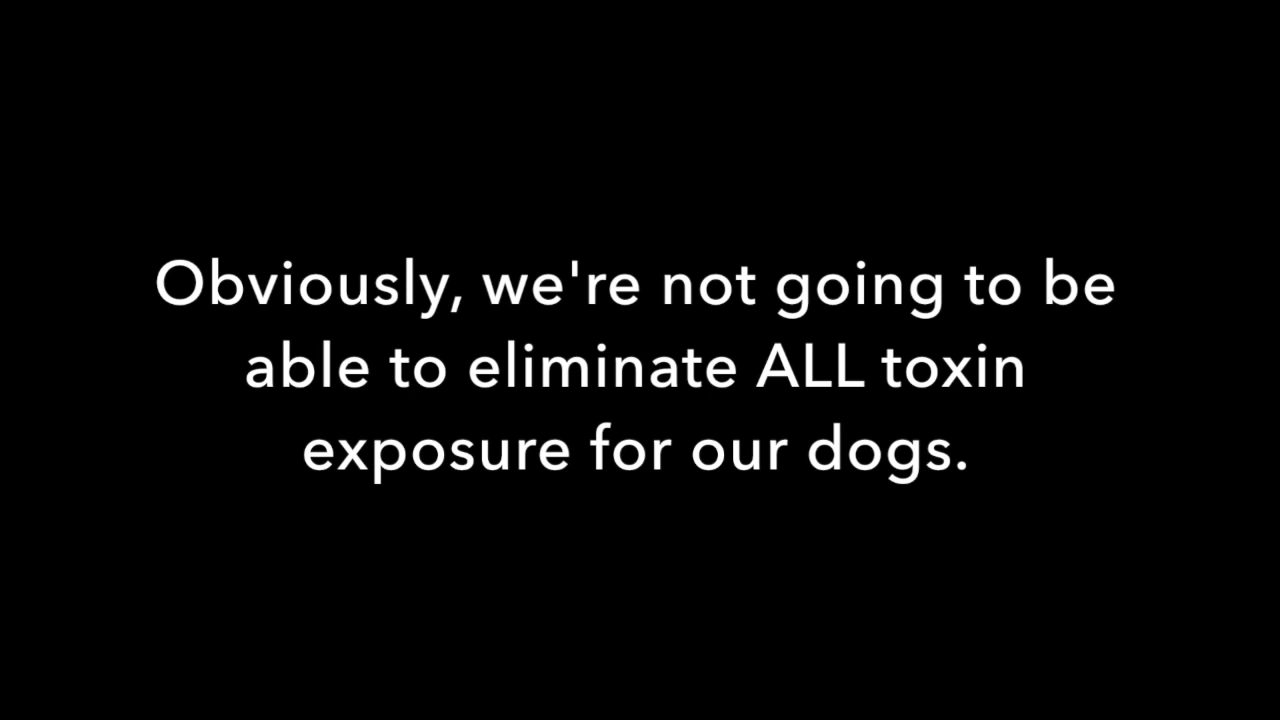 Obviously, we're not going to be
able to eliminate ALL toxin
exposure for our dogs.